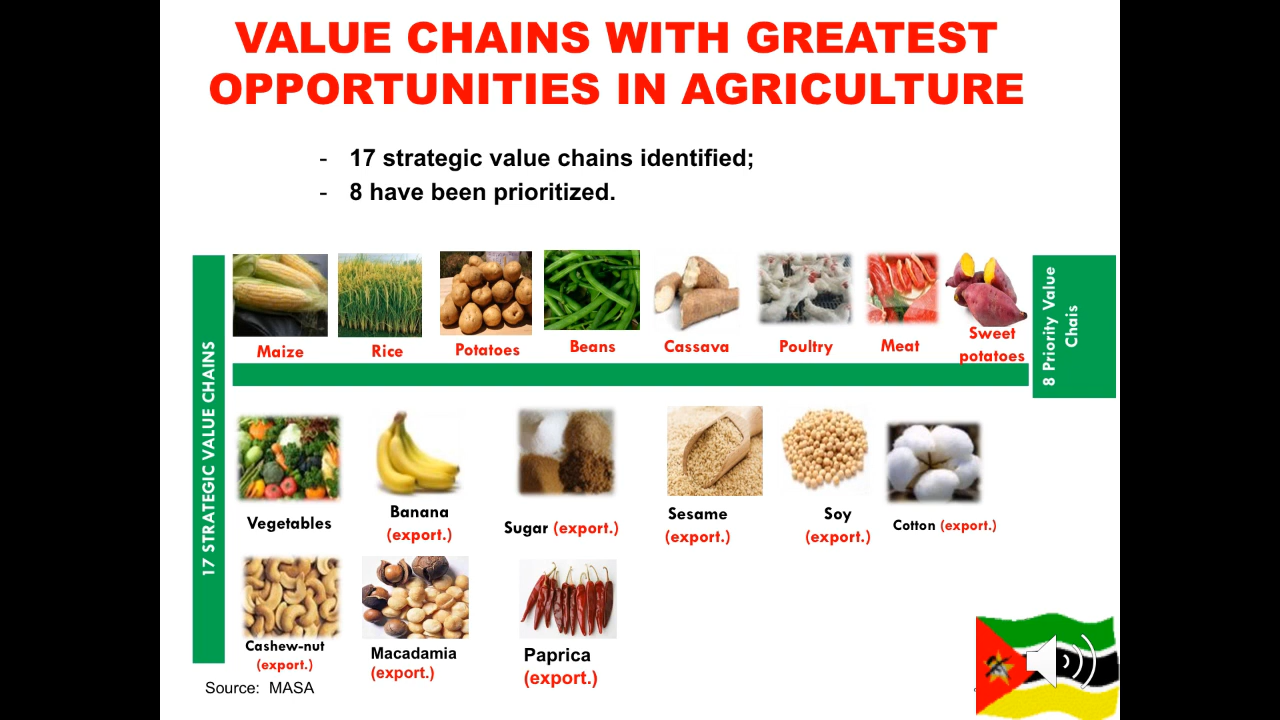 VALUE CHAINS WITH GREATEST
OPPORTUNITIES IN AGRICULTURE
- 17 strategic value chains identified;
- 8 have been prioritized.
17 STRATEGIC VALUE CHAINS
Maize
Rice
Potatoes
Beans
Cassava
Poultry
Meat
Sweet
potatoes
8 Priority Value
Chais
Vegetables
Banana
(export.)
Sugar (export.)
Sesame
(export.)
Soy
(export.)
Cotton (export.)
Cashew-nut
(export.)
Macadamia
(export.)
Paprica
(export.)
Source: MASA